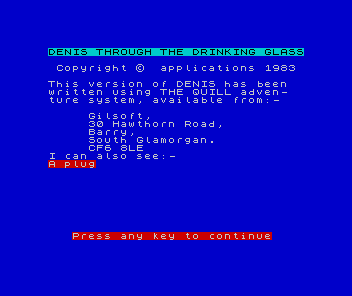 DENIS THROUGH THE DRINKING GLASS
Copyright © applications 1983
This version of DENIS has been
written using THE QUILL adven-
ture system, available from:-
Gilsoft,
30 Hawthorn Road,
Barry,
South Glamorgan.
CF6 8LE
I can also see:-
A plug
Press any key to continue